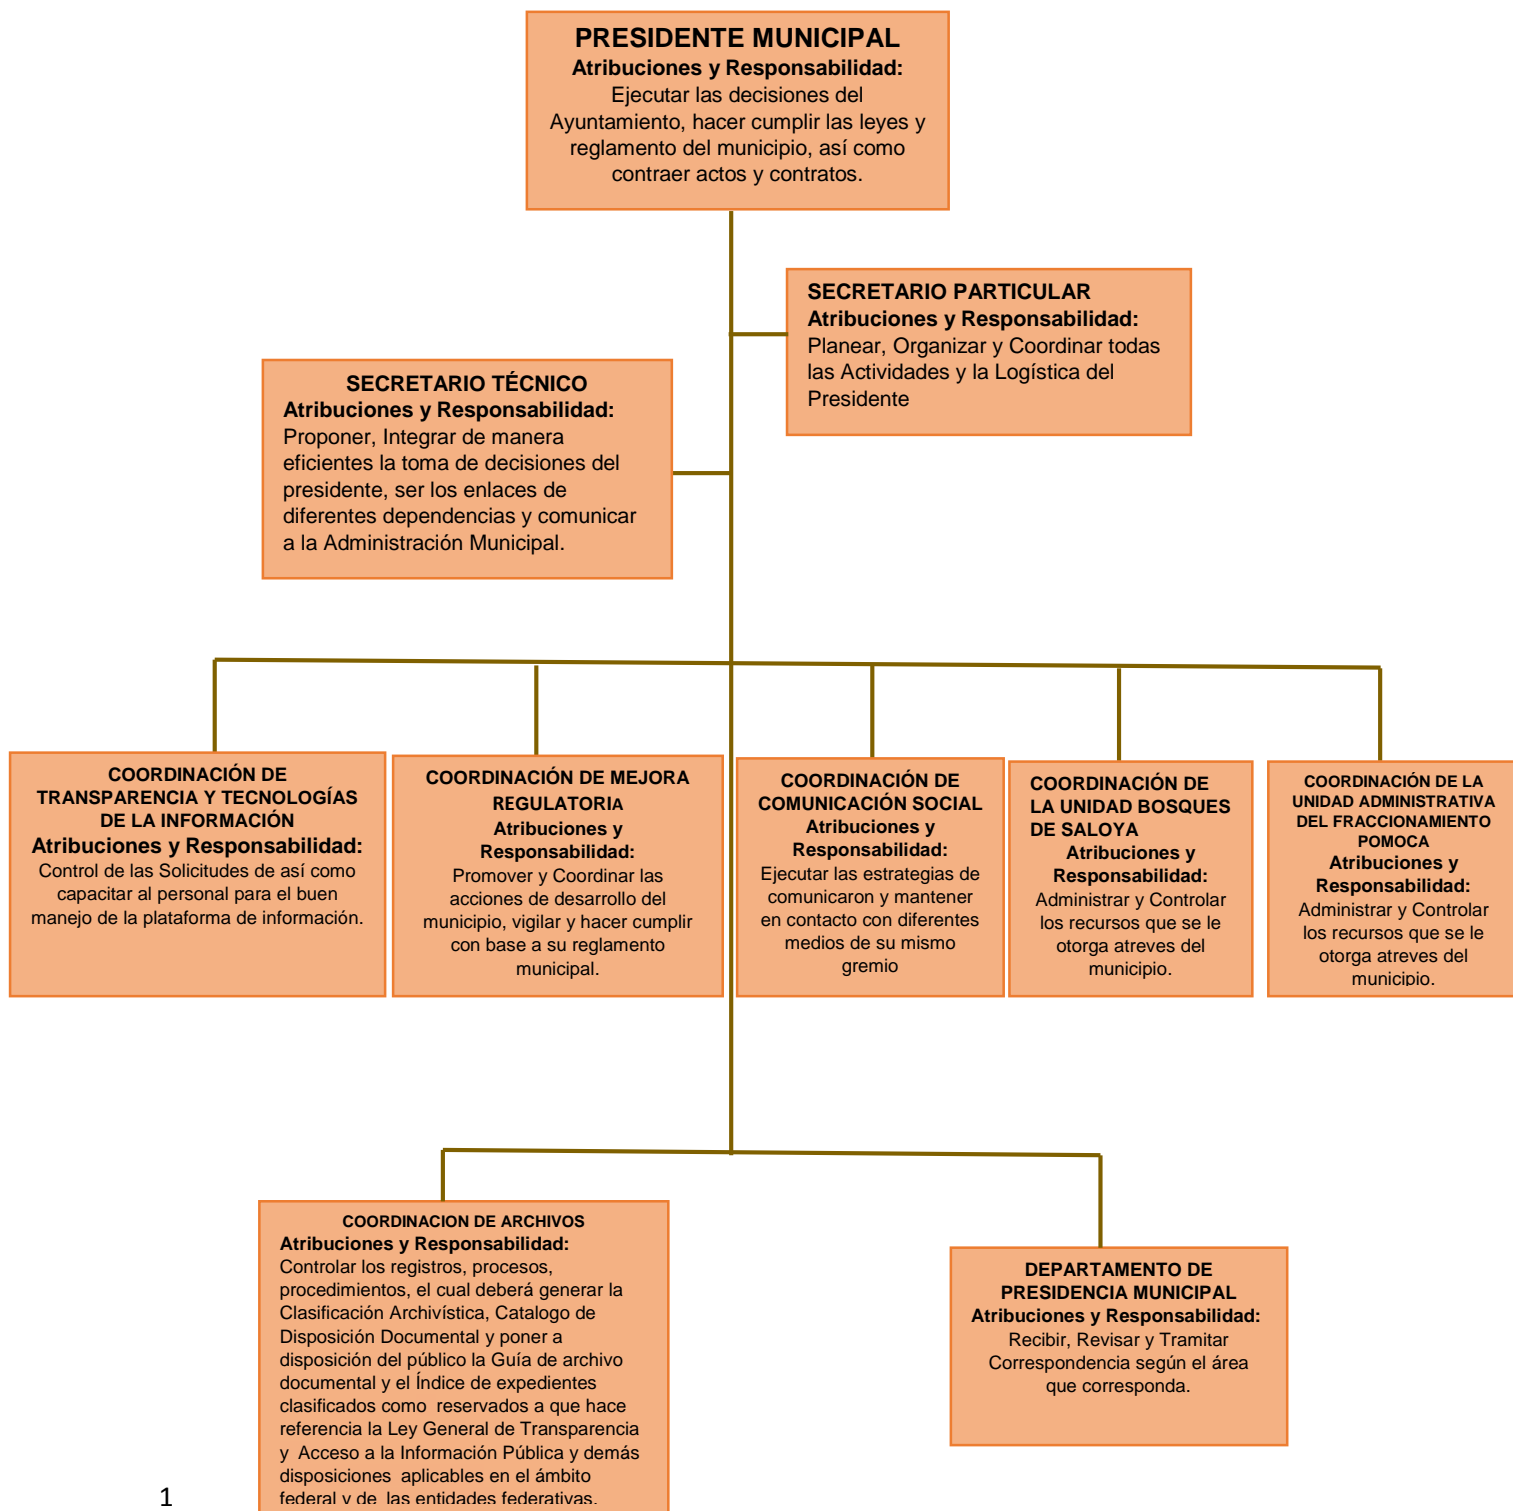 PRESIDENTE MUNICIPAL
Atribuciones y Responsabilidad:
Ejecutar las decisiones del
Ayuntamiento, hacer cumplir las leyes y
reglamento del municipio, así como
contraer actos y contratos.
SECRETARIO PARTICULAR
Atribuciones y Responsabilidad:
Planear, Organizar y Coordinar todas
las Actividades y la Logística del
Presidente
SECRETARIO TÉCNICO
Atribuciones y Responsabilidad:
Proponer, Integrar de manera
eficientes la toma de decisiones del
presidente, ser los enlaces de
diferentes dependencias y comunicar
a la Administración Municipal.
COORDINACIÓN DE
TRANSPARENCIA Y TECNOLOGÍAS
DE LA INFORMACIÓN
Atribuciones y Responsabilidad:
Control de las Solicitudes de así como
capacitar al personal para el buen
manejo de la plataforma de información.
COORDINACIÓN DE MEJORA
REGULATORIA
Atribuciones y
Responsabilidad:
Promover y Coordinar las
acciones de desarrollo del
municipio, vigilar y hacer cumplir
con base a su reglamento
municipal.
COORDINACIÓN DE
COMUNICACIÓN SOCIAL
Atribuciones y
Responsabilidad:
Ejecutar las estrategias de
comunicaron y mantener
en contacto con diferentes
medios de su mismo
gremio
COORDINACIÓN DE
LA UNIDAD BOSQUES
DE SALOYA
Atribuciones y
Responsabilidad:
Administrar y Controlar
los recursos que se le
otorga atreves del
municipio.
COORDINACIÓN DE LA
UNIDAD ADMINISTRATIVA
DEL FRACCIONAMIENTO
POMOCA
Atribuciones y
Responsabilidad:
Administrar y Controlar
los recursos que se le
otorga atreves del
municipio.
COORDINACION DE ARCHIVOS
Atribuciones y Responsabilidad:
Controlar los registros, procesos,
procedimientos, el cual deberá generar la
Clasificación Archivística, Catalogo de
Disposición Documental y poner a
disposición del público la Guía de archivo
documental y el Índice de expedientes
clasificados como reservados a que hace
referencia la Ley General de Transparencia
y Acceso a la Información Pública y demás
disposiciones aplicables en el ámbito
federal y de las entidades federativas.
DEPARTAMENTO DE
PRESIDENCIA MUNICIPAL
Atribuciones y Responsabilidad:
Recibir, Revisar y Tramitar
Correspondencia según el área
que corresponda.
1